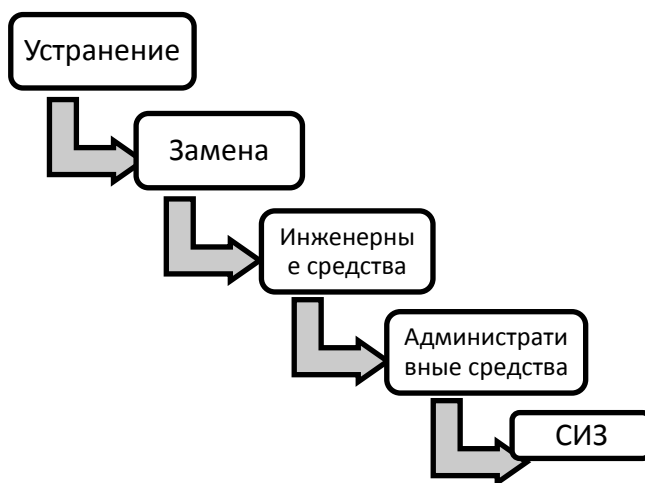 Устранение
Замена
Инженерны
е средства
Администрати
вные средства
СИЗ